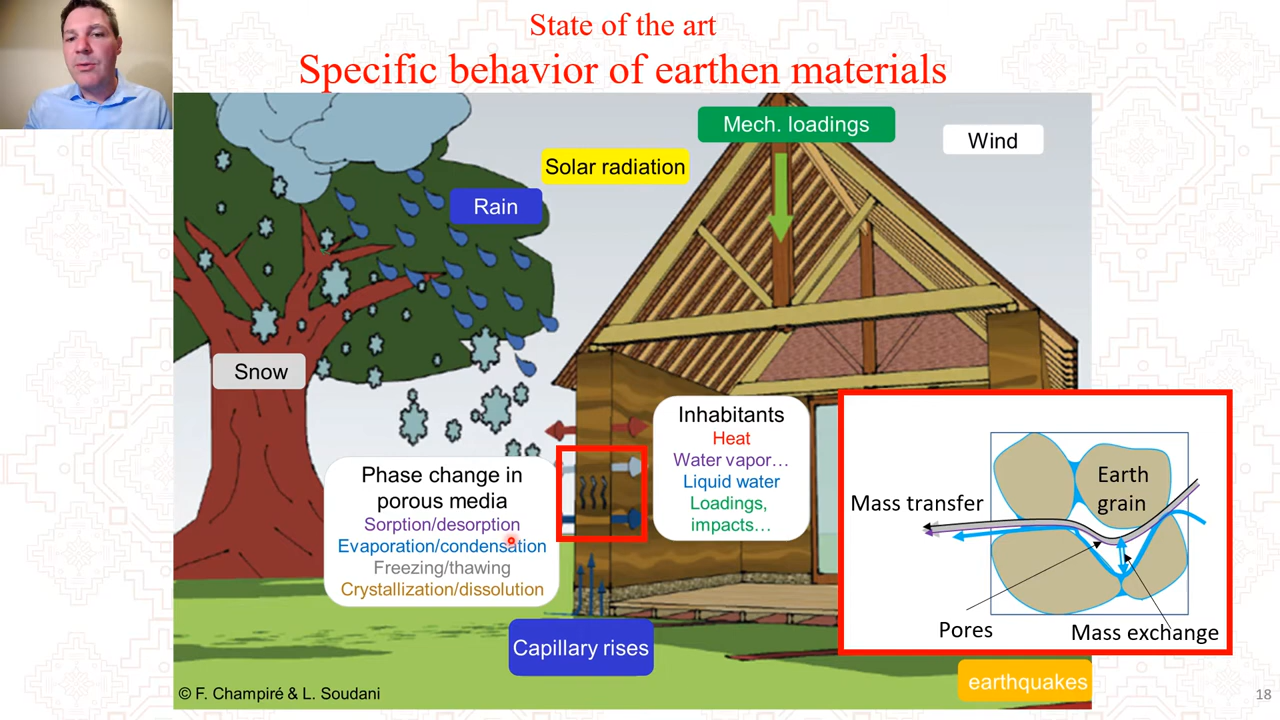 State of the art
Specific behavior of earthen materials
Mech. loadings
Wind
Solar radiation
Rain
Snow
Inhabitants
Heat
Water vapor…
Liquid water
Loadings,
impacts…
Phase change in
porous media
Sorption/desorption
Evaporation/condensation
Freezing/thawing
Crystallization/dissolution
Earth
grain
Mass transfer
Pores
Mass exchange
Capillary rises
earthquakes
© F. Champiré & L. Soudani
18